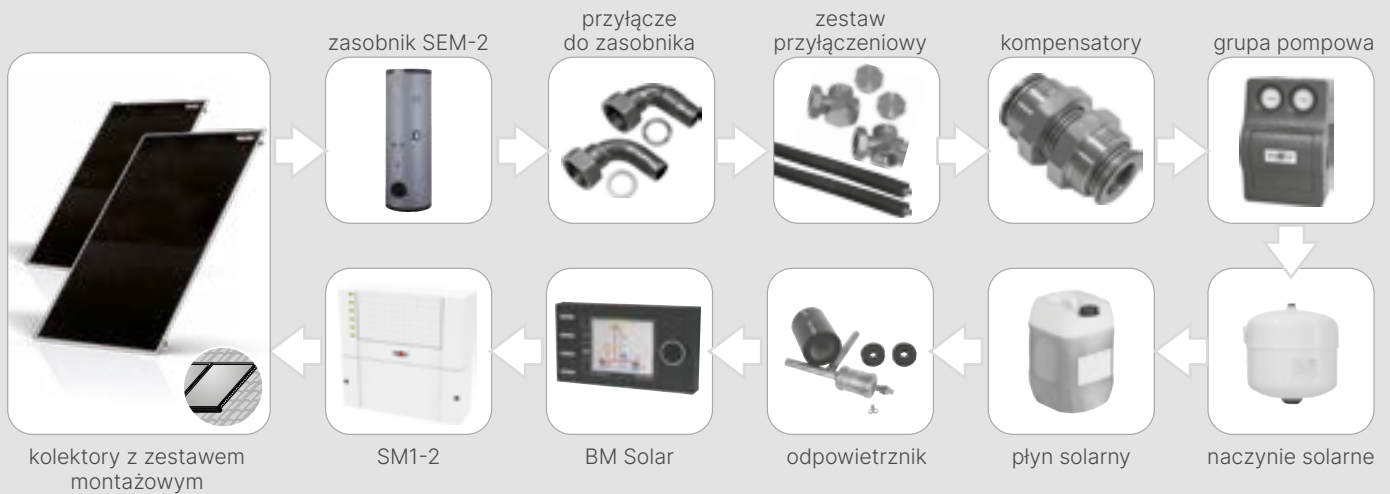 zasobnik SEM-2
przyłącze
do zasobnika
zestaw
przyłączeniowy
kompensatory
grupa pompowa
kolektory z zestawem
montażowym
SM1-2
BM Solar
odpowietrznik
płyn solarny
naczynie solarne